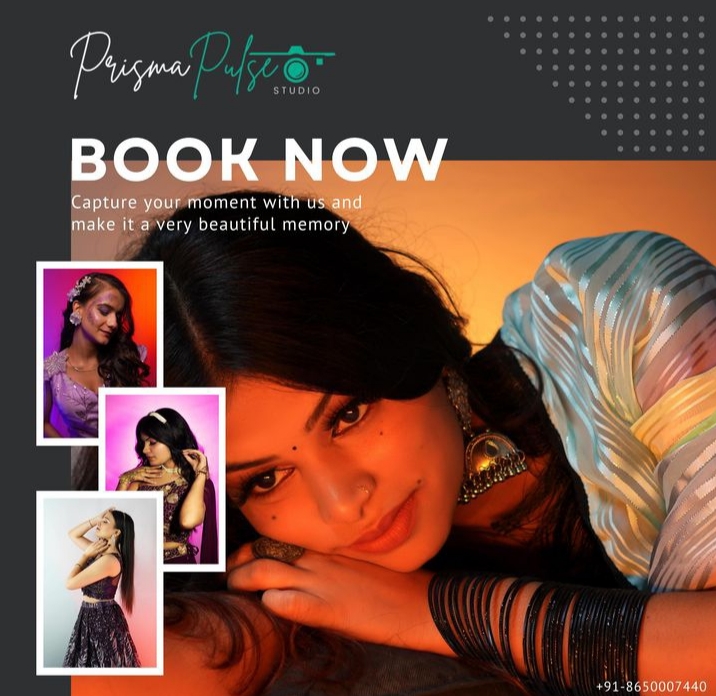 Prisma Pulse
STUDIO
BOOK NOW
Capture your moment with us and
make it a very beautiful memory
+91-8650007440